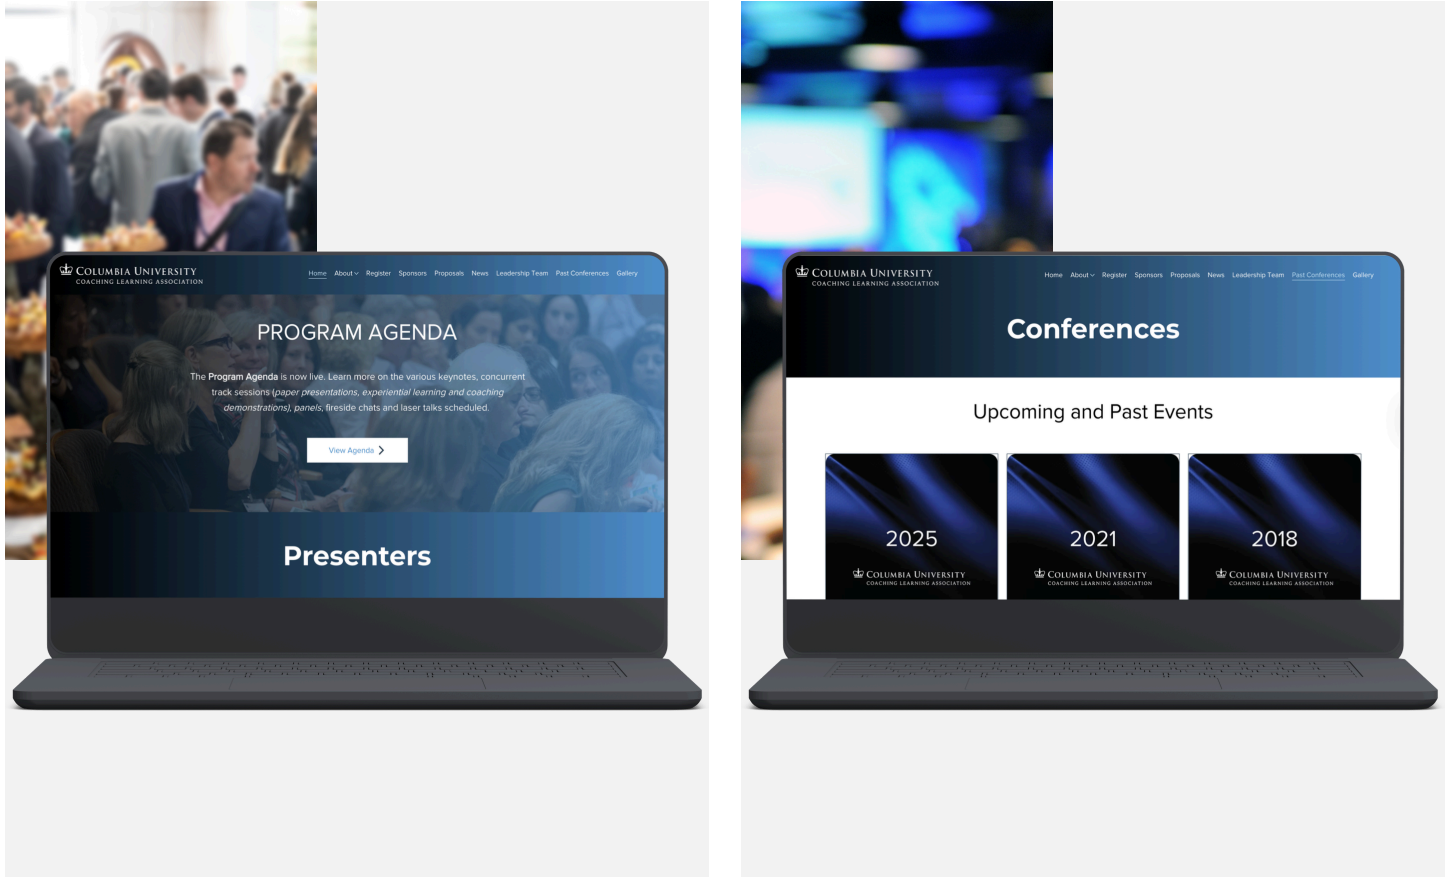 COLUMBIA UNIVERSITY
COACHING LEARNING ASSOCIATION
Home About Register Sponsors Proposals News Leadership Team Past Conferences Gallery
PROGRAM AGENDA
The Program Agenda is now live. Learn more on the various keynotes, concurrent
track sessions (paper presentations, experiential learning and coaching
demonstrations), panels, fireside chats and laser talks scheduled.
View Agenda
Presenters
COLUMBIA UNIVERSITY
COACHING LEARNING ASSOCIATION
Home About Register Sponsors Proposals News Leadership Team Past Conferences Gallery
Conferences
Upcoming and Past Events
2025
COLUMBIA UNIVERSITY
COACHING LEARNING ASSOCIATION
2021
COLUMBIA UNIVERSITY
COACHING LEARNING ASSOCIATION
2018
COLUMBIA UNIVERSITY
COACHING LEARNING ASSOCIATION